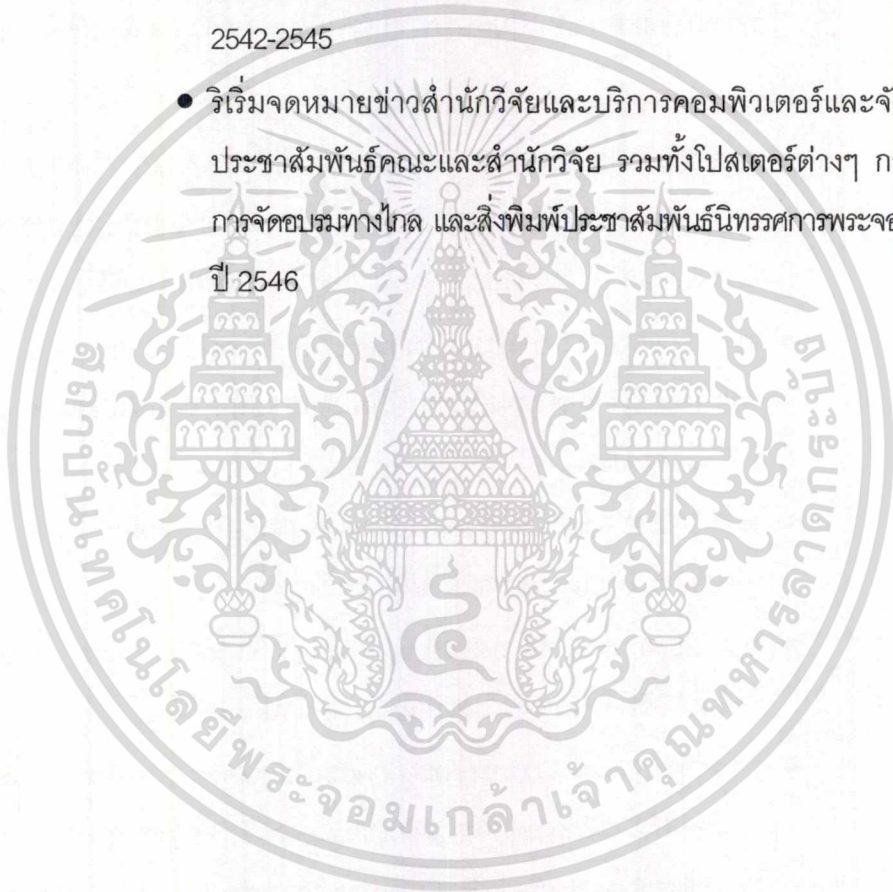 2542-2545
● ริเริ่มจดหมายข่าวสำนักวิจัยและบริการคอมพิวเตอร์และจั
ประชาสัมพันธ์คณะและสำนักวิจัย รวมทั้งโปสเตอร์ต่างๆ ก
การจัดอบรมทางไกล และสิ่งพิมพ์ประชาสัมพันธ์นิทรรศการพระจอ
ปี 2546
สถาบันเทคโนโลยีพระจอมเกล้าเจ้าคุณทหารลาดกระบัง
๔